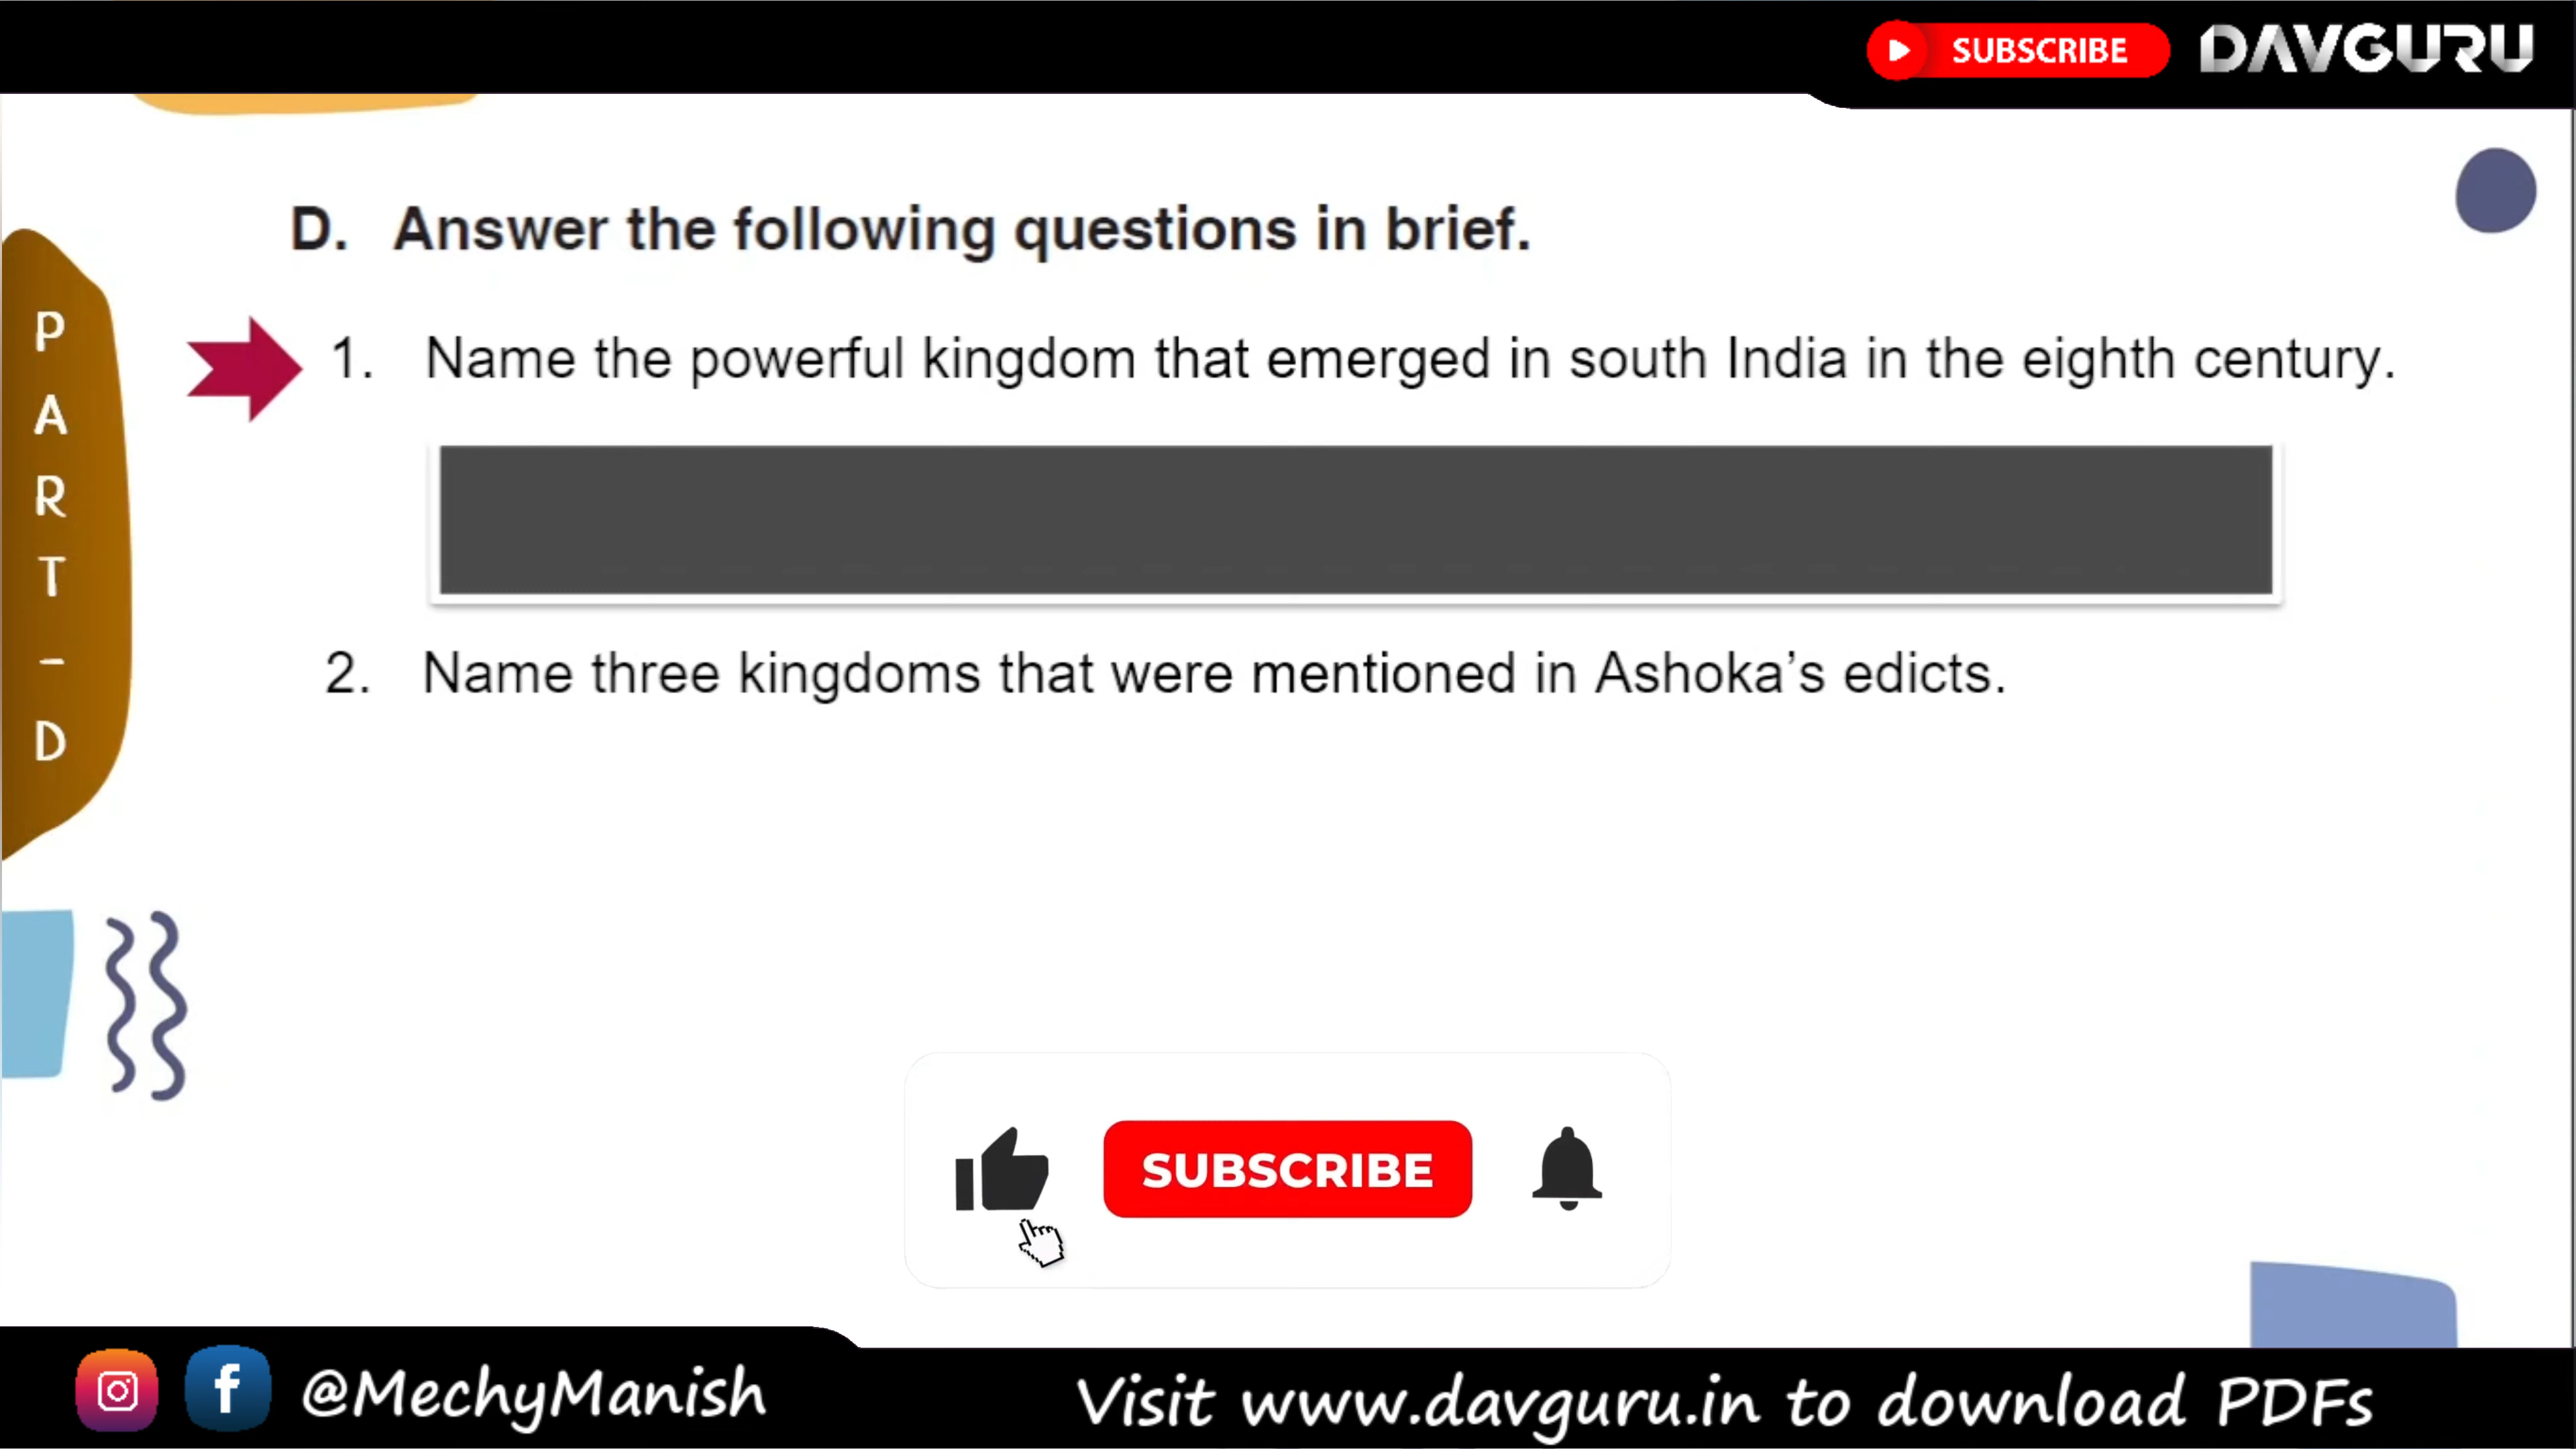 SUBSCRIBE DAVGURU
D. Answer the following questions in brief.
1. Name the powerful kingdom that emerged in south India in the eighth century.
2. Name three kingdoms that were mentioned in Ashoka’s edicts.
PART-D
SUBSCRIBE
@MechyManish Visit www.davguru.in to download PDFs